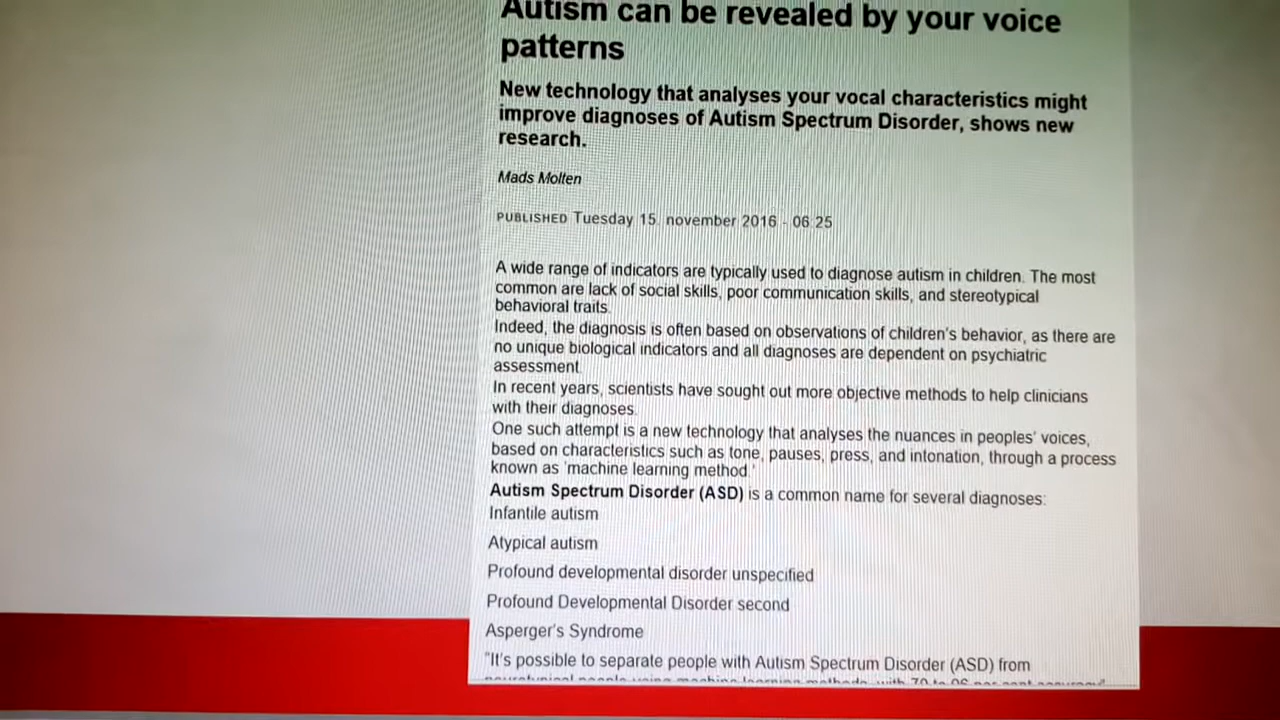 Autism can be revealed by your voice
patterns
New technology that analyses your vocal characteristics might
improve diagnoses of Autism Spectrum Disorder, shows new
research.
Mads Molten
PUBLISHED Tuesday 15. november 2016 - 06:25
A wide range of indicators are typically used to diagnose autism in children. The most
common are lack of social skills, poor communication skills, and stereotypical
behavioral traits.
Indeed, the diagnosis is often based on observations of children's behavior, as there are
no unique biological indicators and all diagnoses are dependent on psychiatric
assessment.
In recent years, scientists have sought out more objective methods to help clinicians
with their diagnoses.
One such attempt is a new technology that analyses the nuances in peoples' voices,
based on characteristics such as tone, pauses, press, and intonation, through a process
known as 'machine learning method.'
Autism Spectrum Disorder (ASD) is a common name for several diagnoses:
Infantile autism
Atypical autism
Profound developmental disorder unspecified
Profound Developmental Disorder second
Asperger's Syndrome
"It's possible to separate people with Autism Spectrum Disorder (ASD) from